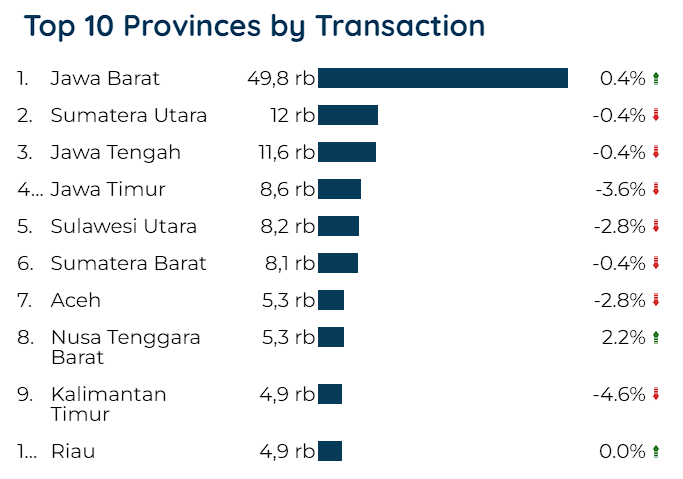 Top 10 Provinces by Transaction
1. Jawa Barat 49,8 rb 0.4%
2. Sumatera Utara 12 rb -0.4%
3. Jawa Tengah 11,6 rb -0.4%
4... Jawa Timur 8,6 rb -3.6%
5. Sulawesi Utara 8,2 rb -2.8%
6. Sumatera Barat 8,1 rb -0.4%
7. Aceh 5,3 rb -2.8%
8. Nusa Tenggara 5,3 rb 2.2%
Barat
9. Kalimantan 4,9 rb -4.6%
Timur
1... Riau 4,9 rb 0.0%